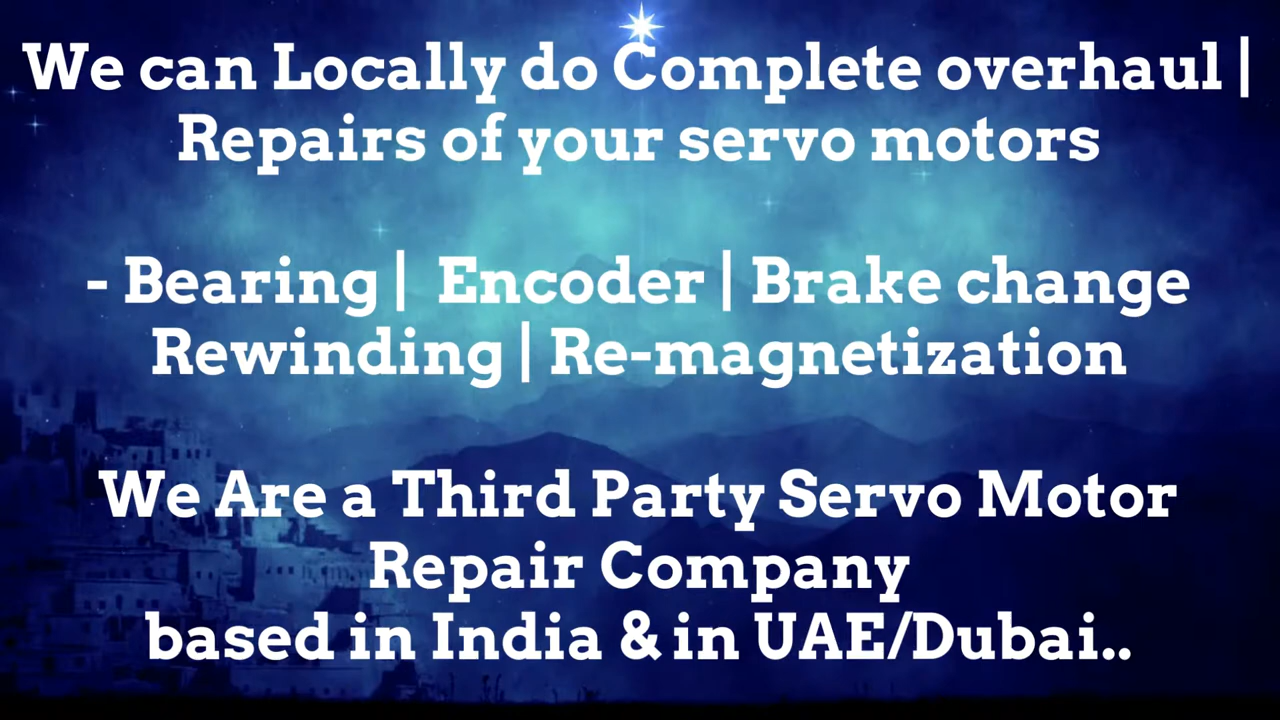 We can Locally do Complete overhaul |
Repairs of your servo motors
- Bearing | Encoder | Brake change
Rewinding | Re-magnetization
We Are a Third Party Servo Motor
Repair Company
based in India & in UAE/Dubai..